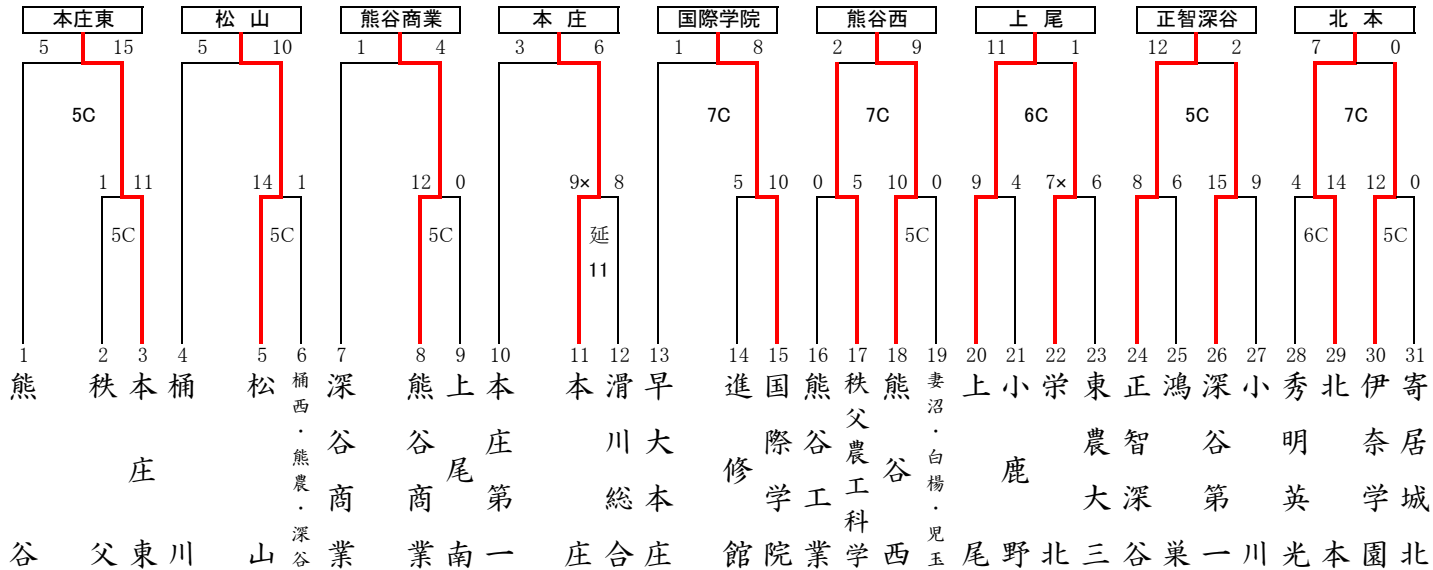 本庄東 松 山 熊谷商業 本 庄 国際学院 熊谷西 上 尾 正智深谷 北 本
5 15 5 10 1 4 3 6 1 8 2 9 11 1 12 2 7 0
5C 7C 7C 6C 5C 7C
1 11 14 1 12 0 9× 8 5 10 0 5 10 0 9 4 7× 6 8 6 15 9 4 14 12 0
5C 5C 5C 延 5C 6C 5C
11
1 2 3 4 5 6 7 8 9 10 11 12 13 14 15 16 17 18 19 20 21 22 23 24 25 26 27 28 29 30 31
熊谷
秩父
本庄東
桶川
松山
桶西・熊農・深谷
深谷商業
熊谷商業
上尾南
本庄第一
本庄
滑川総合
早大本庄
進修館
国際学院
熊谷工業
秩父農工科学
熊谷西
妻沼・白楊・児玉
上尾
小鹿野
栄北
東農大三
正智深谷
鴻巣
深谷第一
小川
秀明英光
北本
伊奈学園
寄居城北